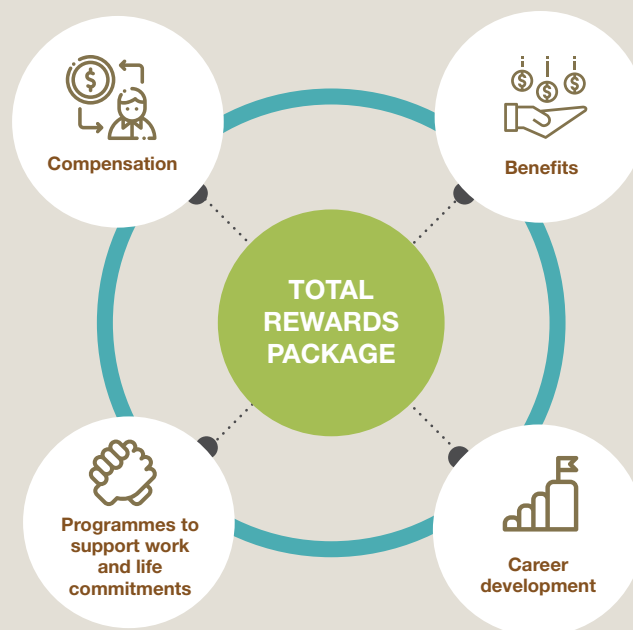 Compensation
Benefits
TOTAL
REWARDS
PACKAGE
Programmes to
support work
and life
commitments
Career
development